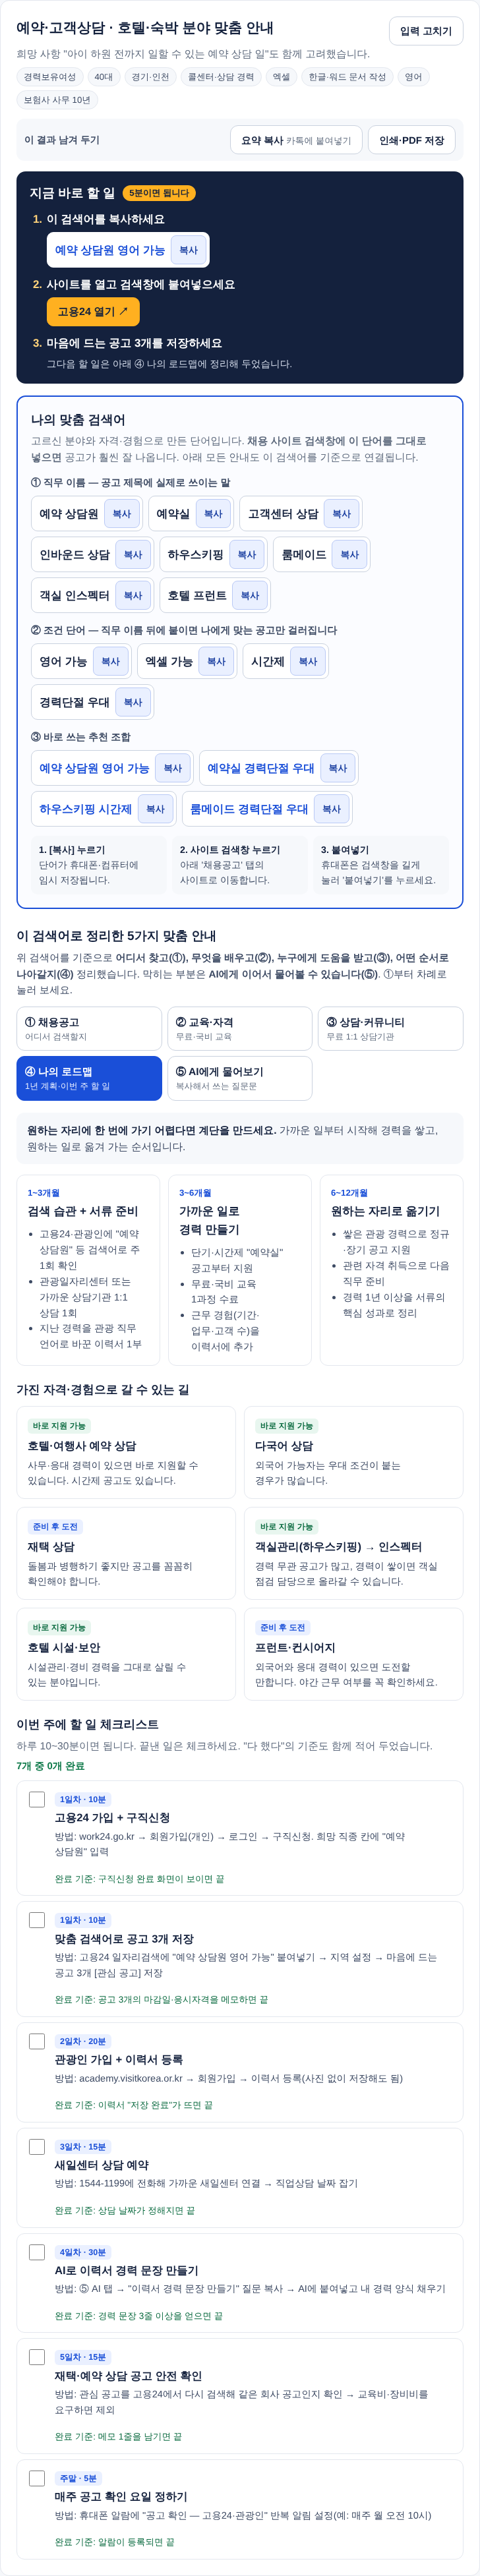 예약·고객상담 · 호텔·숙박 분야 맞춤 안내
입력 고치기
희망 사항 "아이 하원 전까지 일할 수 있는 예약 상담 일"도 함께 고려했습니다.
경력보유여성
40대
경기·인천
콜센터·상담 경력
엑셀
한글·워드 문서 작성
영어
보험사 사무 10년
이 결과 남겨 두기
요약 복사 카톡에 붙여넣기
인쇄·PDF 저장
지금 바로 할 일
5분이면 됩니다
1. 이 검색어를 복사하세요
예약 상담원 영어 가능
복사
2. 사이트를 열고 검색창에 붙여넣으세요
고용24 열기 ↗
3. 마음에 드는 공고 3개를 저장하세요
그다음 할 일은 아래 ④ 나의 로드맵에 정리해 두었습니다.
나의 맞춤 검색어
고르신 분야와 자격·경험으로 만든 단어입니다. 채용 사이트 검색창에 이 단어를 그대로
넣으면 공고가 훨씬 잘 나옵니다. 아래 모든 안내도 이 검색어를 기준으로 연결됩니다.
① 직무 이름 — 공고 제목에 실제로 쓰이는 말
예약 상담원 복사
예약실 복사
고객센터 상담 복사
인바운드 상담 복사
하우스키핑 복사
룸메이드 복사
객실 인스펙터 복사
호텔 프런트 복사
② 조건 단어 — 직무 이름 뒤에 붙이면 나에게 맞는 공고만 걸러집니다
영어 가능 복사
엑셀 가능 복사
시간제 복사
경력단절 우대 복사
③ 바로 쓰는 추천 조합
예약 상담원 영어 가능 복사
예약실 경력단절 우대 복사
하우스키핑 시간제 복사
룸메이드 경력단절 우대 복사
1. [복사] 누르기
단어가 휴대폰·컴퓨터에
임시 저장됩니다.
2. 사이트 검색창 누르기
아래 '채용공고' 탭의
사이트로 이동합니다.
3. 붙여넣기
휴대폰은 검색창을 길게
눌러 '붙여넣기'를 누르세요.
이 검색어로 정리한 5가지 맞춤 안내
위 검색어를 기준으로 어디서 찾고(①), 무엇을 배우고(②), 누구에게 도움을 받고(③), 어떤 순서로
나아갈지(④) 정리했습니다. 막히는 부분은 AI에게 이어서 물어볼 수 있습니다(⑤). ①부터 차례로
눌러 보세요.
① 채용공고
어디서 검색할지
② 교육·자격
무료·국비 교육
③ 상담·커뮤니티
무료 1:1 상담기관
④ 나의 로드맵
1년 계획·이번 주 할 일
⑤ AI에게 물어보기
복사해서 쓰는 질문문
원하는 자리에 한 번에 가기 어렵다면 계단을 만드세요. 가까운 일부터 시작해 경력을 쌓고,
원하는 일로 옮겨 가는 순서입니다.
1~3개월
검색 습관 + 서류 준비
• 고용24·관광인에 "예약
상담원" 등 검색어로 주
1회 확인
• 관광일자리센터 또는
가까운 상담기관 1:1
상담 1회
• 지난 경력을 관광 직무
언어로 바꾼 이력서 1부
3~6개월
가까운 일로
경력 만들기
• 단기·시간제 "예약실"
공고부터 지원
• 무료·국비 교육
1과정 수료
• 근무 경험(기간·
업무·고객 수)을
이력서에 추가
6~12개월
원하는 자리로 옮기기
• 쌓은 관광 경력으로 정규
·장기 공고 지원
• 관련 자격 취득으로 다음
직무 준비
• 경력 1년 이상을 서류의
핵심 성과로 정리
가진 자격·경험으로 갈 수 있는 길
바로 지원 가능
호텔·여행사 예약 상담
사무·응대 경력이 있으면 바로 지원할 수
있습니다. 시간제 공고도 있습니다.
바로 지원 가능
다국어 상담
외국어 가능자는 우대 조건이 붙는
경우가 많습니다.
준비 후 도전
재택 상담
돌봄과 병행하기 좋지만 공고를 꼼꼼히
확인해야 합니다.
바로 지원 가능
객실관리(하우스키핑) → 인스펙터
경력 무관 공고가 많고, 경력이 쌓이면 객실
점검 담당으로 올라갈 수 있습니다.
바로 지원 가능
호텔 시설·보안
시설관리·경비 경력을 그대로 살릴 수
있는 분야입니다.
준비 후 도전
프런트·컨시어지
외국어와 응대 경력이 있으면 도전할
만합니다. 야간 근무 여부를 꼭 확인하세요.
이번 주에 할 일 체크리스트
하루 10~30분이면 됩니다. 끝낸 일은 체크하세요. "다 했다"의 기준도 함께 적어 두었습니다.
7개 중 0개 완료
1일차 · 10분
고용24 가입 + 구직신청
방법: work24.go.kr → 회원가입(개인) → 로그인 → 구직신청. 희망 직종 칸에 "예약
상담원" 입력
완료 기준: 구직신청 완료 화면이 보이면 끝
1일차 · 10분
맞춤 검색어로 공고 3개 저장
방법: 고용24 일자리검색에 "예약 상담원 영어 가능" 붙여넣기 → 지역 설정 → 마음에 드는
공고 3개 [관심 공고] 저장
완료 기준: 공고 3개의 마감일·응시자격을 메모하면 끝
2일차 · 20분
관광인 가입 + 이력서 등록
방법: academy.visitkorea.or.kr → 회원가입 → 이력서 등록(사진 없이 저장해도 됨)
완료 기준: 이력서 "저장 완료"가 뜨면 끝
3일차 · 15분
새일센터 상담 예약
방법: 1544-1199에 전화해 가까운 새일센터 연결 → 직업상담 날짜 잡기
완료 기준: 상담 날짜가 정해지면 끝
4일차 · 30분
AI로 이력서 경력 문장 만들기
방법: ⑤ AI 탭 → "이력서 경력 문장 만들기" 질문 복사 → AI에 붙여넣고 내 경력 양식 채우기
완료 기준: 경력 문장 3줄 이상을 얻으면 끝
5일차 · 15분
재택·예약 상담 공고 안전 확인
방법: 관심 공고를 고용24에서 다시 검색해 같은 회사 공고인지 확인 → 교육비·장비비를
요구하면 제외
완료 기준: 메모 1줄을 남기면 끝
주말 · 5분
매주 공고 확인 요일 정하기
방법: 휴대폰 알람에 "공고 확인 — 고용24·관광인" 반복 알림 설정(예: 매주 월 오전 10시)
완료 기준: 알람이 등록되면 끝